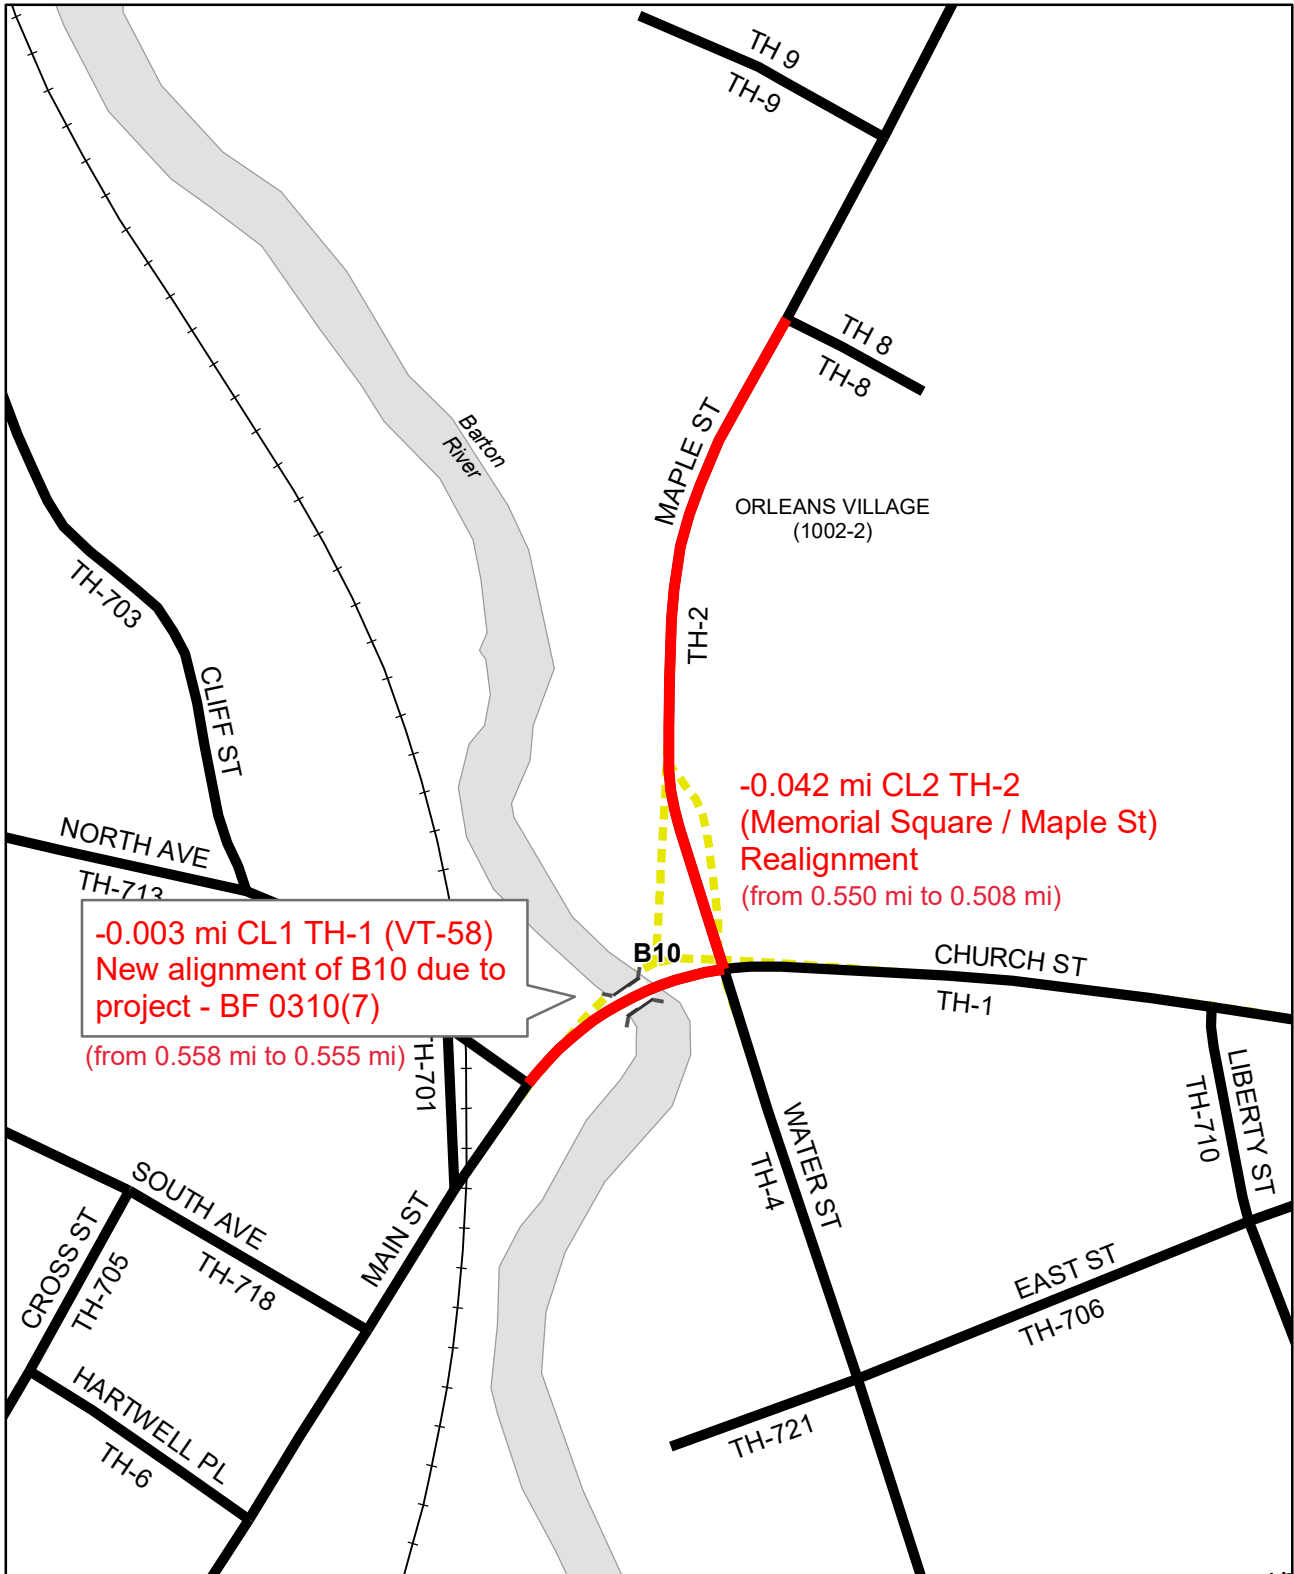 TH 9
TH-9
TH 8
TH-8
Barton
River
MAPLE ST
ORLEANS VILLAGE
(1002-2)
TH-703
TH-2
CLIFF ST
-0.042 mi CL2 TH-2
(Memorial Square / Maple St)
Realignment
(from 0.550 mi to 0.508 mi)
NORTH AVE
TH-713
-0.003 mi CL1 TH-1 (VT-58)
New alignment of B10 due to
project - BF 0310(7)
(from 0.558 mi to 0.555 mi)
B10
CHURCH ST
TH-1
TH-701
LIBERTY ST
TH-710
WATER ST
TH-4
SOUTH AVE
TH-718
MAIN ST
CROSS ST
TH-705
EAST ST
TH-706
HARTWELL PL
TH-6
TH-721